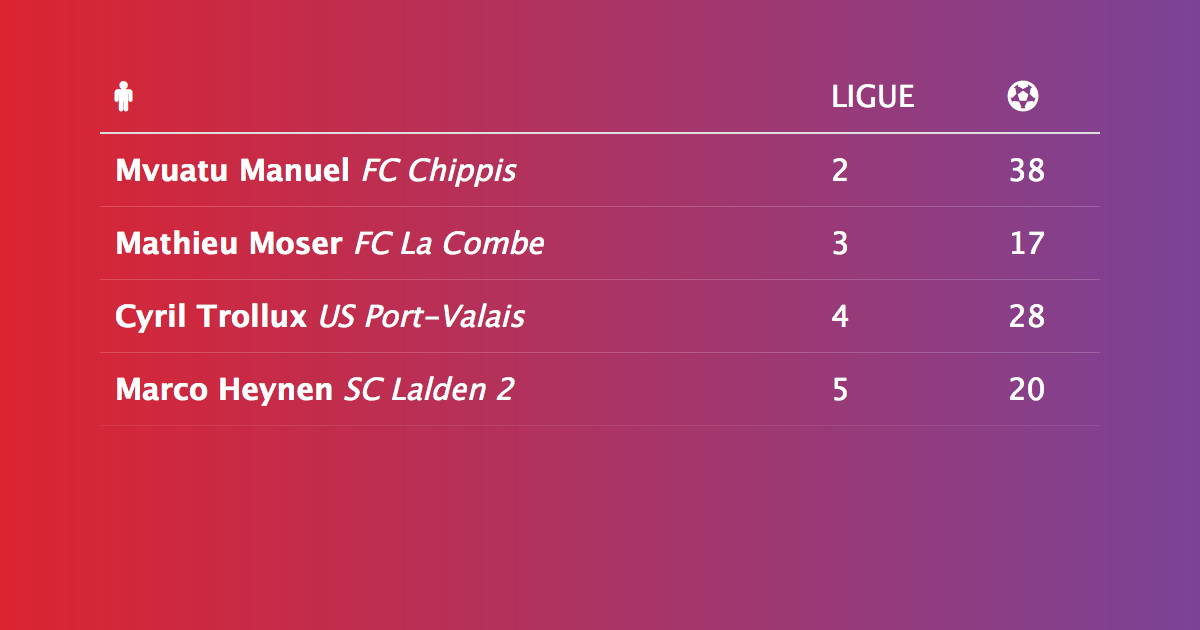 LIGUE
Mvuatu Manuel FC Chippis 2 38
Mathieu Moser FC La Combe 3 17
Cyril Trollux US Port-Valais 4 28
Marco Heynen SC Lalden 2 5 20